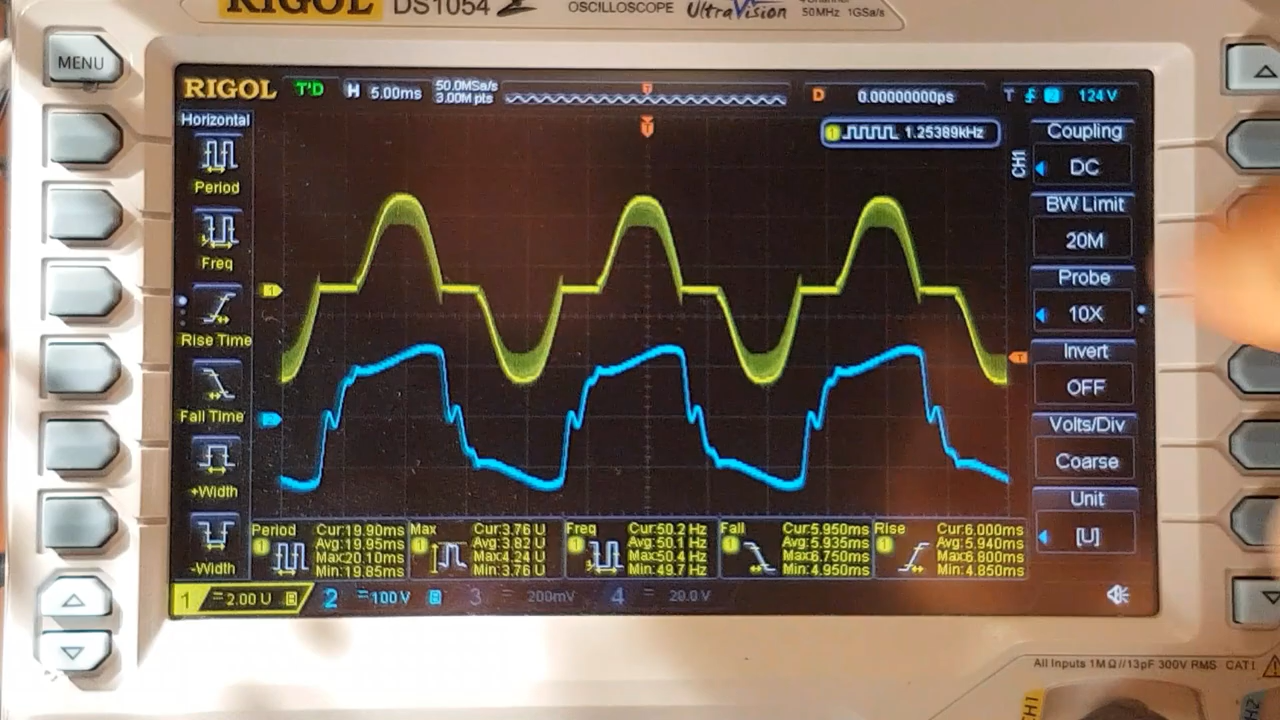 RIGOL DS1054Z OSCILLOSCOPE UltraVision 50MHz 1GSa/s
MENU
RIGOL T'D H 5.00ms 50.0MSa/s 3.00M pts D 0.00000000ps T 2 124V
Horizontal
1 1.25389kHz
Period
Freq
Rise Time
Fall Time
+Width
-Width
CH1
Coupling
DC
BW Limit
20M
Probe
10X
Invert
OFF
Volts/Div
Coarse
Unit
[U]
Period Cur:19.90ms Avg:19.95ms Max:20.10ms Min:19.85ms
Max Cur:3.76 U Avg:3.82 U Max:4.24 U Min:3.76 U
Freq Cur:50.2 Hz Avg:50.1 Hz Max:50.4 Hz Min:49.7 Hz
Fall Cur:5.950ms Avg:5.935ms Max:6.750ms Min:4.950ms
Rise Cur:6.000ms Avg:5.940ms Max:6.800ms Min:4.850ms
1 2.00 U B 2 100 V B 3 200mV 4 20.0 V
All Inputs 1MΩ//13pF 300V RMS CAT I
CH1